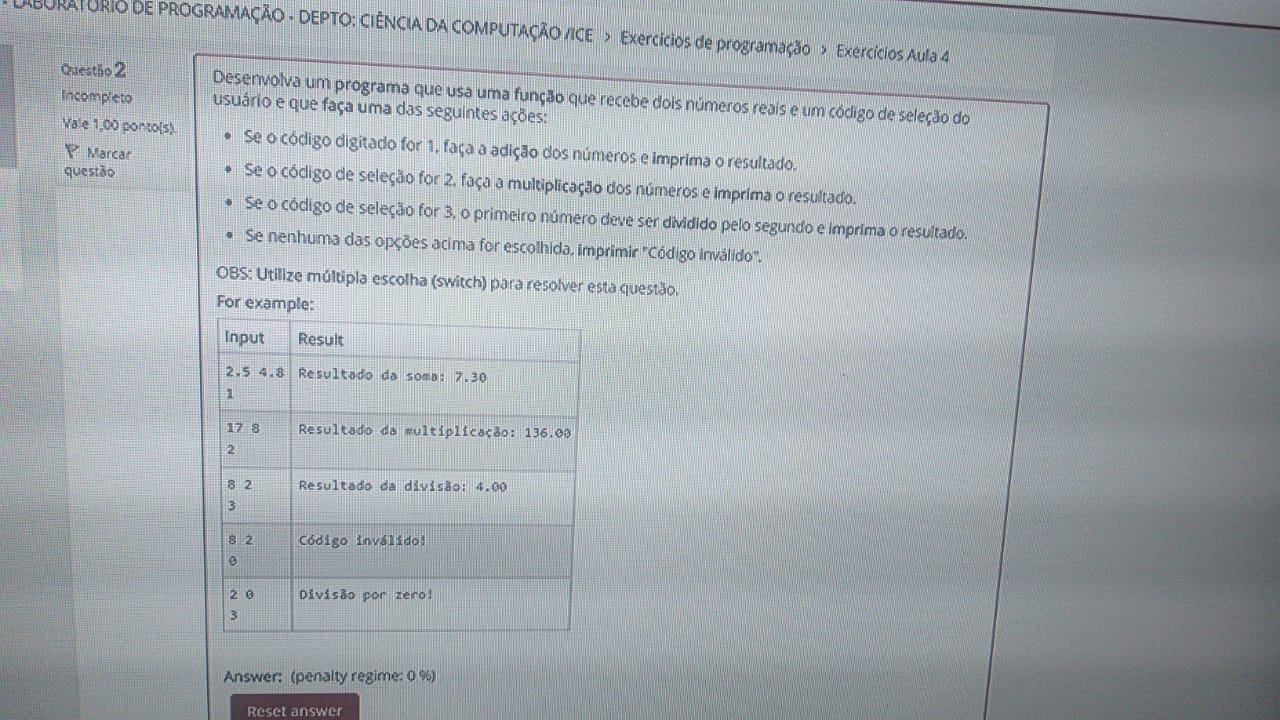 - LABORATÓRIO DE PROGRAMAÇÃO - DEPTO: CIÊNCIA DA COMPUTAÇÃO /ICE > Exercícios de programação > Exercícios Aula 4
Questão 2
Incompleto
Vale 1,00 ponto(s).
Marcar
questão
Desenvolva um programa que usa uma função que recebe dois números reais e um código de seleção do
usuário e que faça uma das seguintes ações:
• Se o código digitado for 1, faça a adição dos números e imprima o resultado.
• Se o código de seleção for 2, faça a multiplicação dos números e imprima o resultado.
• Se o código de seleção for 3, o primeiro número deve ser dividido pelo segundo e imprima o resultado.
• Se nenhuma das opções acima for escolhida, imprimir "Código inválido".
OBS: Utilize múltipla escolha (switch) para resolver esta questão.
For example:
Input Result
2.5 4.8 Resultado da soma: 7.30
1
17 8 Resultado da multiplicação: 136.00
2
8 2 Resultado da divisão: 4.00
3
8 2 Código inválido!
0
2 0 Divisão por zero!
3
Answer: (penalty regime: 0 %)
Reset answer